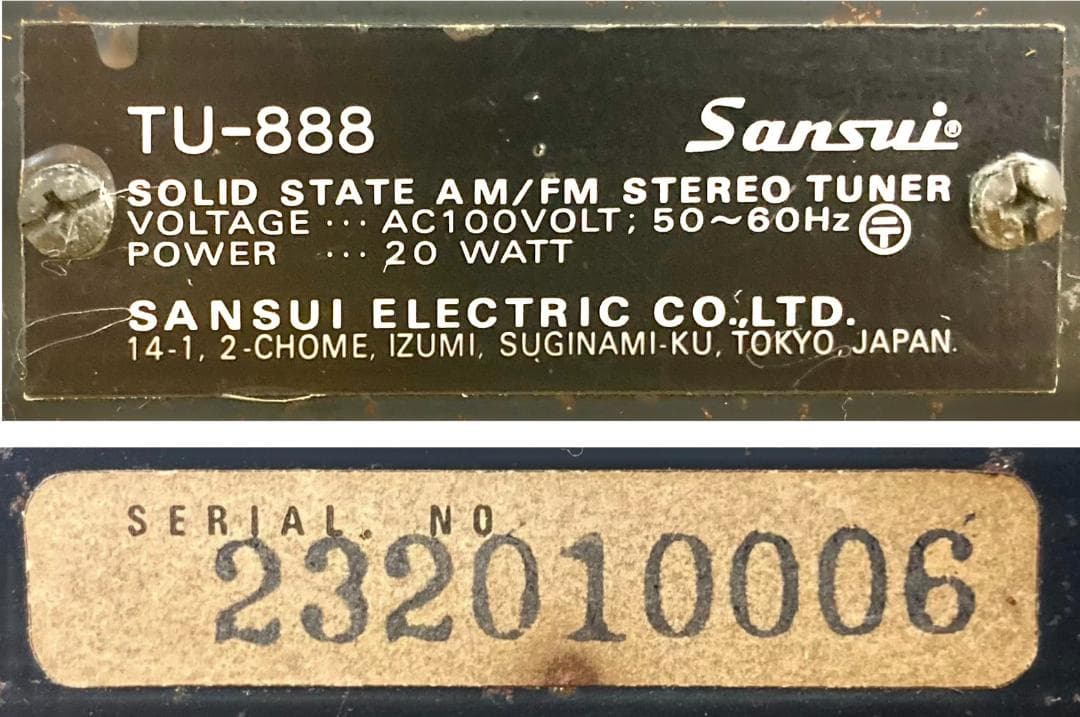 TU-888 Sansui®
SOLID STATE AM/FM STEREO TUNER
VOLTAGE ··· AC100VOLT; 50~60Hz 〶
POWER ··· 20 WATT
SANSUI ELECTRIC CO.,LTD.
14-1, 2-CHOME, IZUMI, SUGINAMI-KU, TOKYO, JAPAN.
SERIAL. NO
232010006